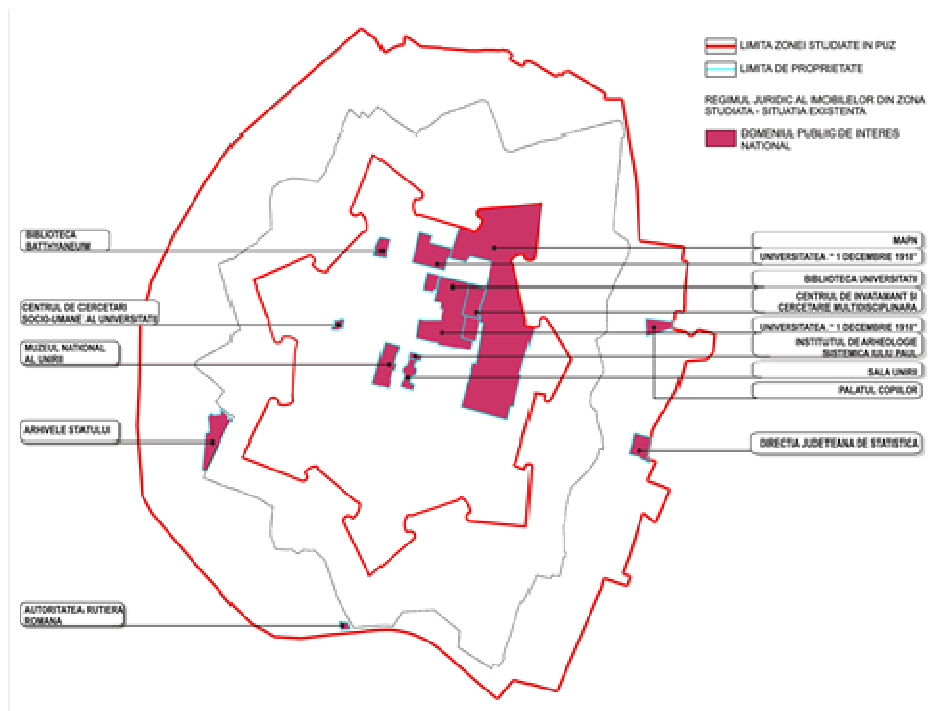 LIMITA ZONEI STUDIATE IN PUZ
LIMITA DE PROPRIETATE
REGIMUL JURIDIC AL IMOBILELOR DIN ZONA
STUDIATA - SITUATIA EXISTENTA
DOMENIUL PUBLIC DE INTERES
NATIONAL
BIBLIOTECA
BATTHYANEUM
CENTRUL DE CERCETARI
SOCIO-UMANE AL UNIVERSITATII
MUZEUL NATIONAL
AL UNIRII
ARHIVELE STATULUI
AUTORITATEA RUTIERA
ROMANA
MAPN
UNIVERSITATEA " 1 DECEMBRIE 1918"
BIBLIOTECA UNIVERSITATII
CENTRUL DE INVATAMANT SI
CERCETARE MULTIDISCIPLINARA
UNIVERSITATEA " 1 DECEMBRIE 1918"
INSTITUTUL DE ARHEOLOGIE
SISTEMICA IULIU PAUL
SALA UNIRII
PALATUL COPIILOR
DIRECTIA JUDETEANA DE STATISTICA